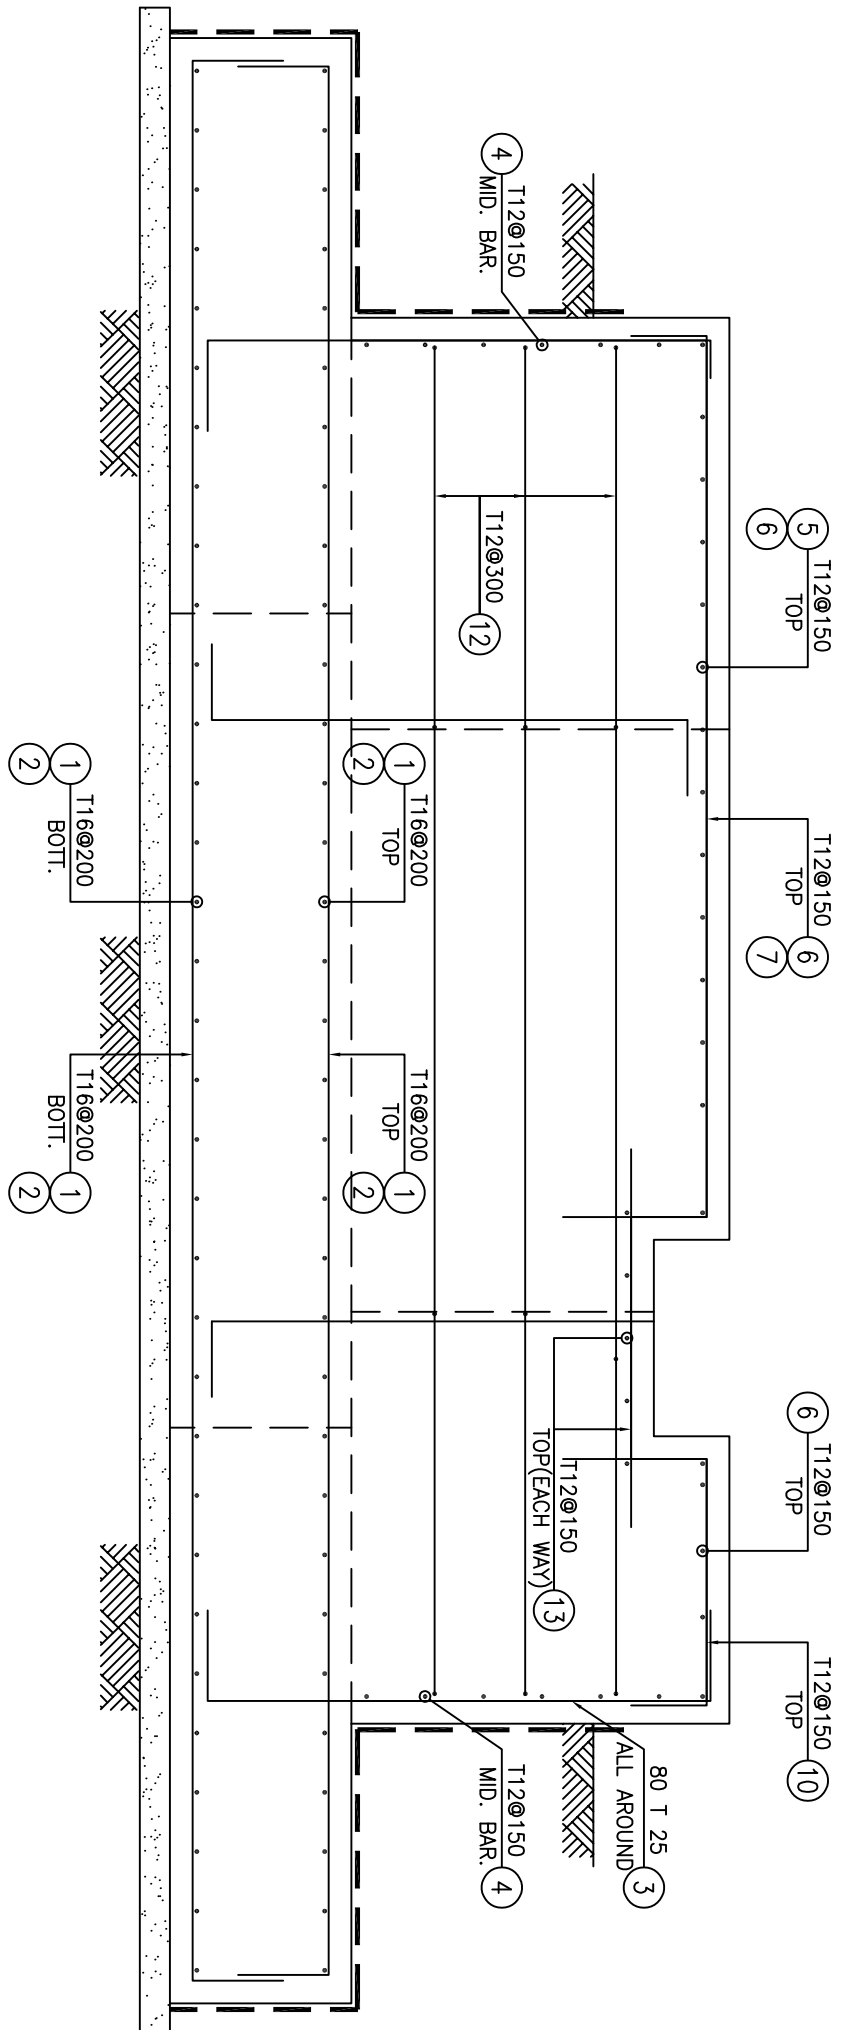 5 T12@150
6 TOP
T12@150 6
TOP 7
6 T12@150
TOP
T12@150 10
TOP
80 T 25 3
ALL AROUND
T12@150
TOP(EACH WAY) 13
4 T12@150
MID. BAR.
T12@300 12
T12@150 4
MID. BAR.
1 T16@200
2 TOP
T16@200 1
TOP 2
1 T16@200
2 BOTT.
T16@200 1
BOTT. 2